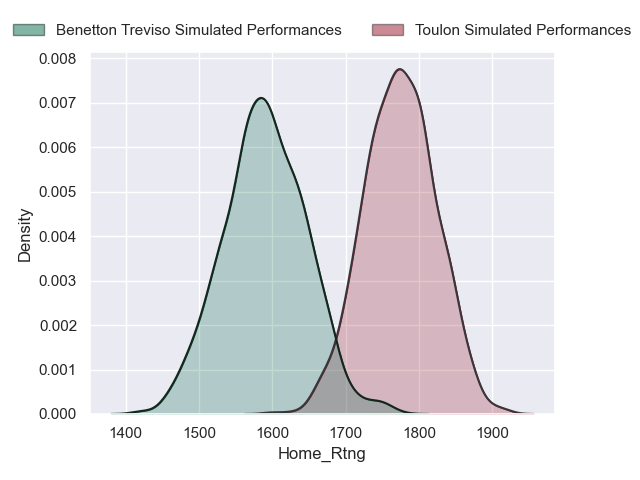 Benetton Treviso Simulated Performances Toulon Simulated Performances
0.008
0.007
0.006
0.005
0.004
0.003
0.002
0.001
0.000
Density
1400 1500 1600 1700 1800 1900
Home_Rtng